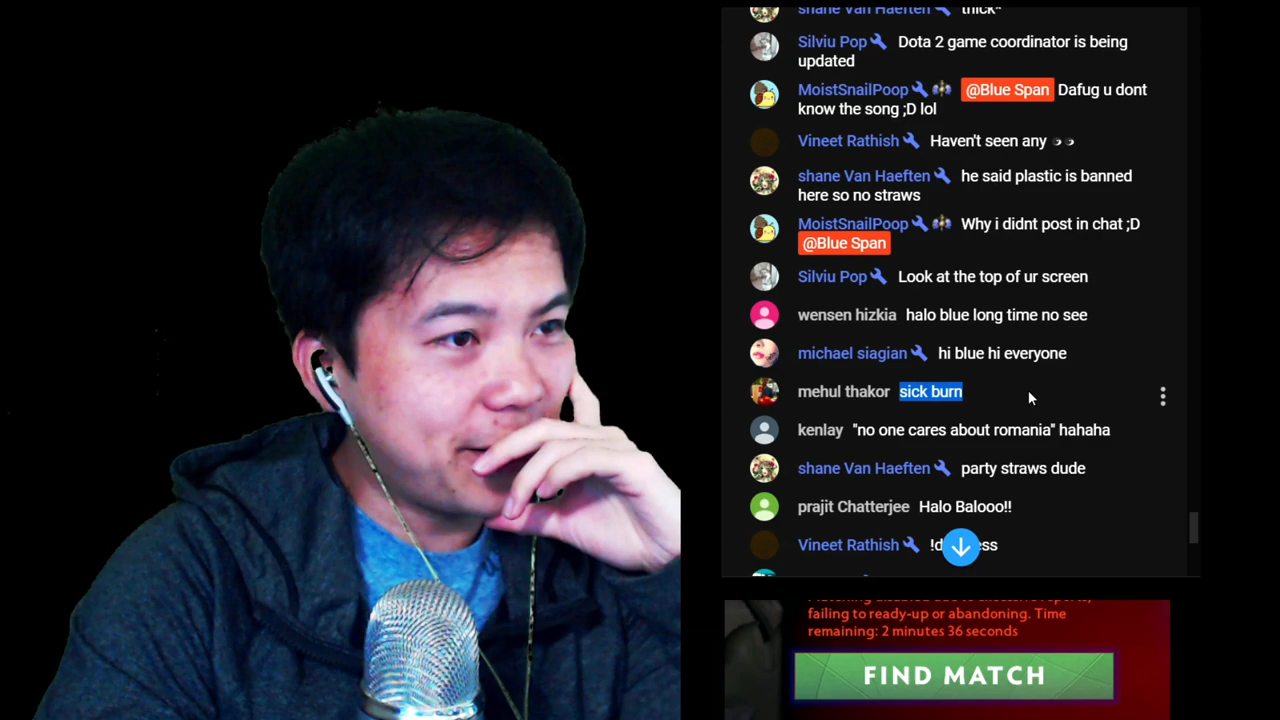 shane Van Haeften thick*
Silviu Pop Dota 2 game coordinator is being
updated
MoistSnailPoop @Blue Span Dafug u dont
know the song ;D lol
Vineet Rathish Haven't seen any 👀
shane Van Haeften he said plastic is banned
here so no straws
MoistSnailPoop Why i didnt post in chat ;D
@Blue Span
Silviu Pop Look at the top of ur screen
wensen hizkia halo blue long time no see
michael siagian hi blue hi everyone
mehul thakor sick burn
kenlay "no one cares about romania" hahaha
shane Van Haeften party straws dude
prajit Chatterjee Halo Balooo!!
Vineet Rathish
failing to ready-up or abandoning. Time
remaining: 2 minutes 36 seconds
FIND MATCH